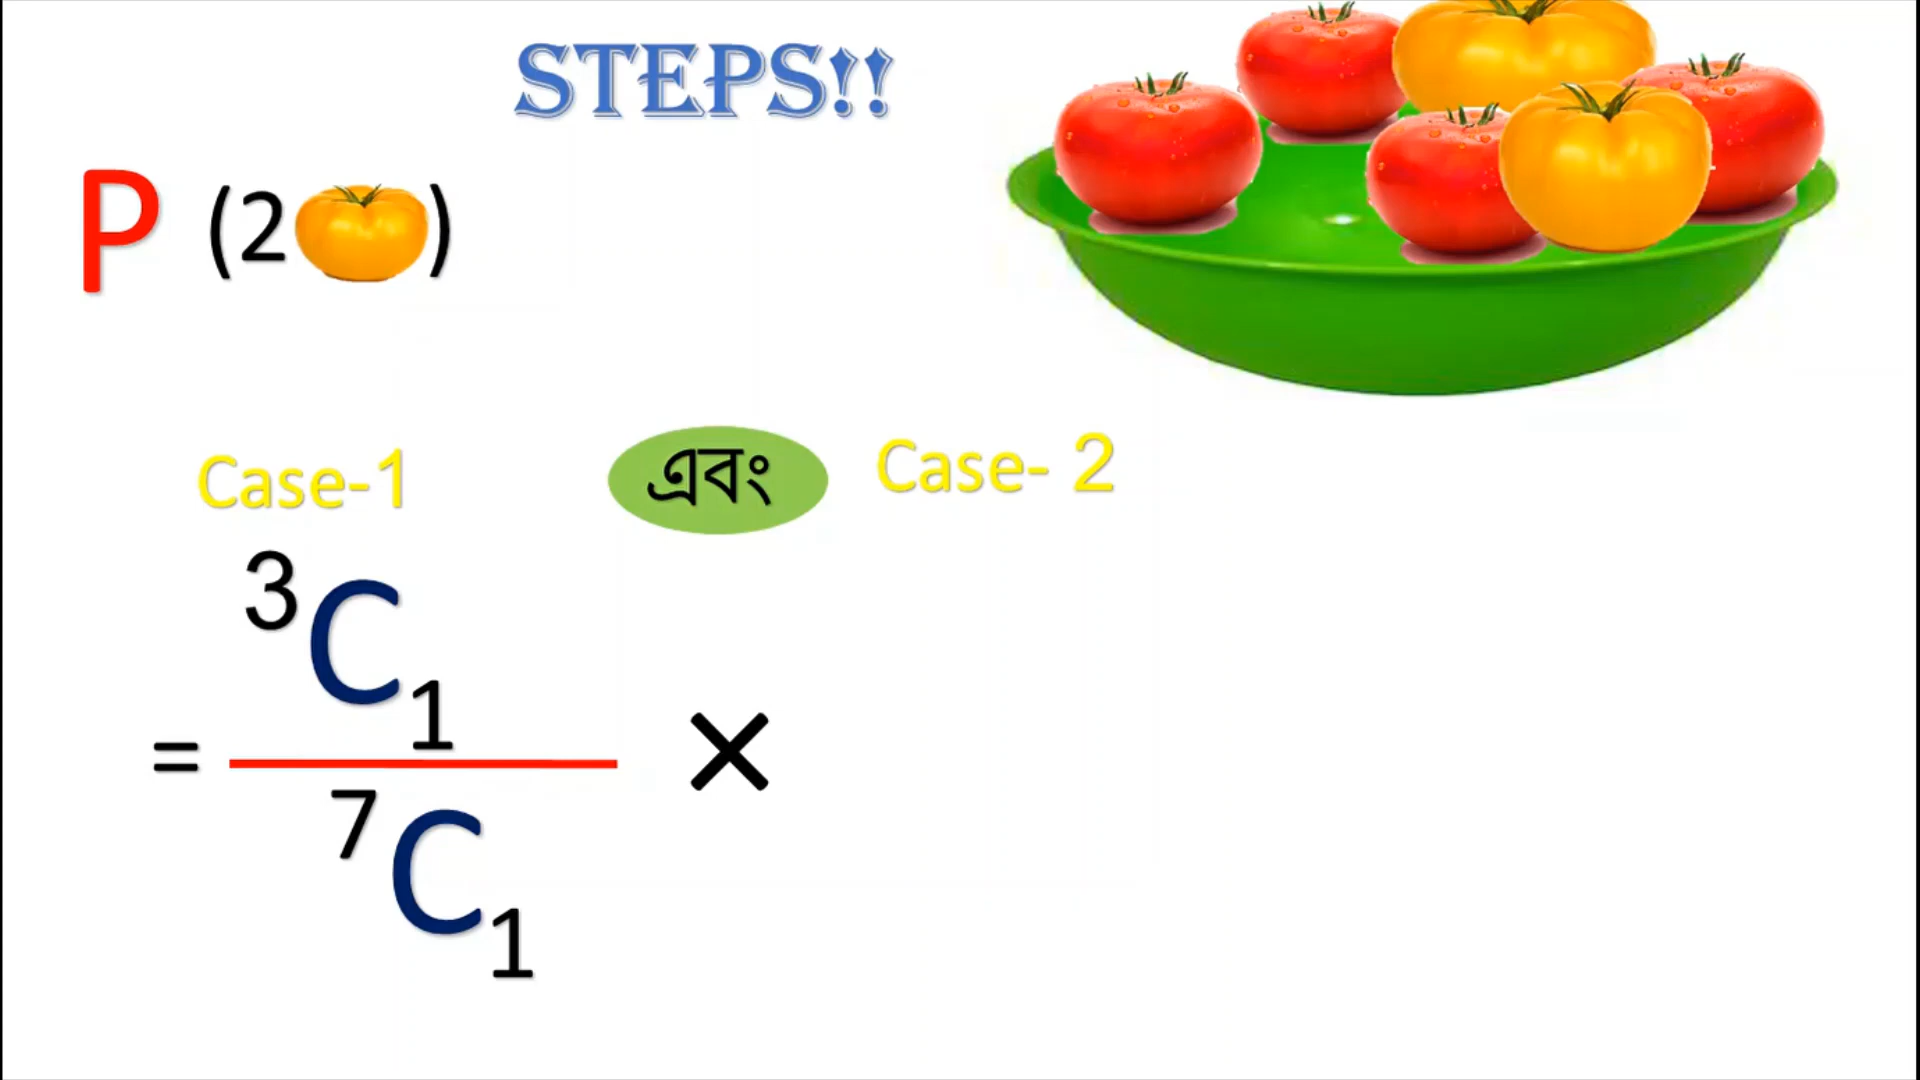 STEPS!!
P (2 )
Case-1 এবং Case- 2
= ³C₁ / ⁷C₁ ×